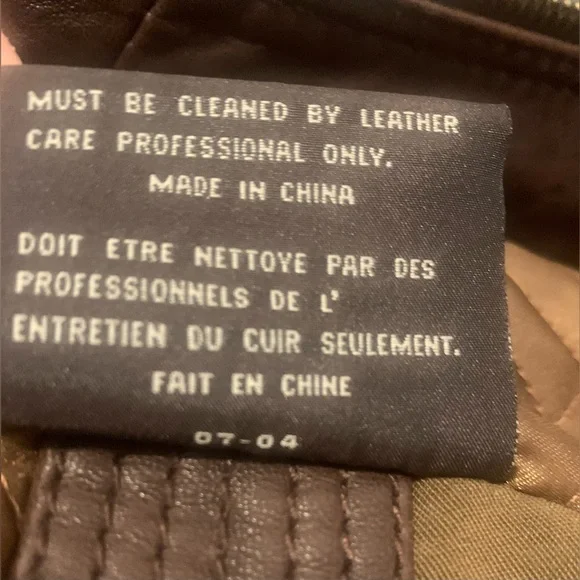 MUST BE CLEANED BY LEATHER
CARE PROFESSIONAL ONLY.
MADE IN CHINA
DOIT ETRE NETTOYE PAR DES
PROFESSIONNELS DE L'
ENTRETIEN DU CUIR SEULEMENT.
FAIT EN CHINE
07-04